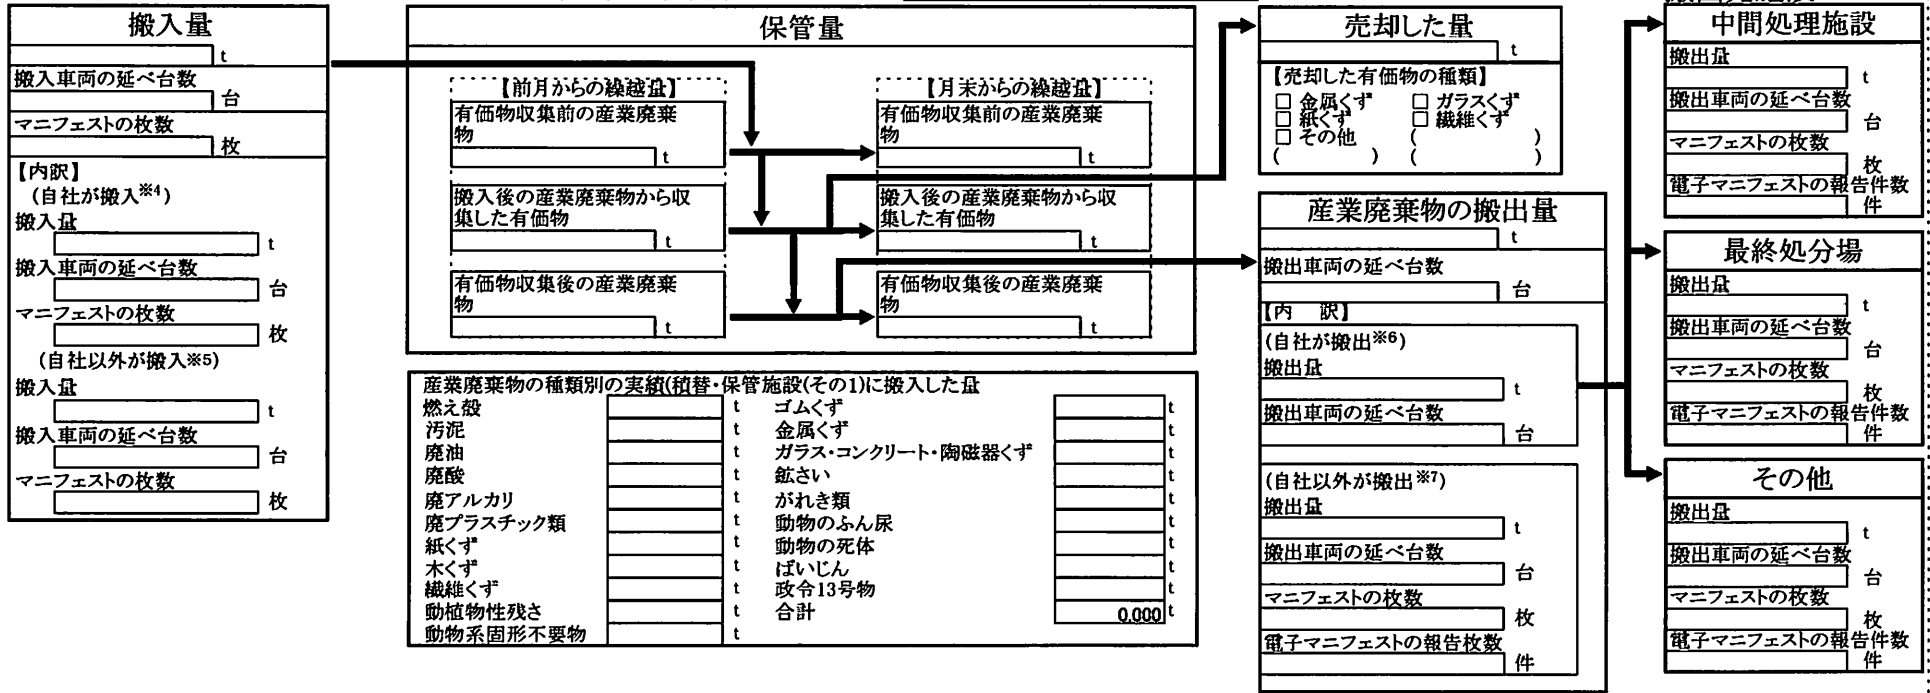 搬入量
t
搬入車両の延べ台数
台
マニフェストの枚数
枚
【内訳】
(自社が搬入※4)
搬入量
t
搬入車両の延べ台数
台
マニフェストの枚数
枚
(自社以外が搬入※5)
搬入量
t
搬入車両の延べ台数
台
マニフェストの枚数
枚
保管量
【前月からの繰越量】
有価物収集前の産業廃棄
物
t
搬入後の産業廃棄物から収
集した有価物
t
有価物収集後の産業廃棄
物
t
【月末からの繰越量】
有価物収集前の産業廃棄
物
t
搬入後の産業廃棄物から収
集した有価物
t
有価物収集後の産業廃棄
物
t
産業廃棄物の種類別の実績(積替・保管施設(その1)に搬入した量
燃え殻 t ゴムくず t
汚泥 t 金属くず t
廃油 t ガラス・コンクリート・陶磁器くず t
廃酸 t 鉱さい t
廃アルカリ t がれき類 t
廃プラスチック類 t 動物のふん尿 t
紙くず t 動物の死体 t
木くず t ばいじん t
繊維くず t 政令13号物 t
動植物性残さ t 合計 0.000 t
動物系固形不要物 t
売却した量
t
【売却した有価物の種類】
□ 金属くず □ ガラスくず
□ 紙くず □ 繊維くず
□ その他 ( )
( ) ( )
産業廃棄物の搬出量
t
搬出車両の延べ台数
台
【内 訳】
(自社が搬出※6)
搬出量
t
搬出車両の延べ台数
台
(自社以外が搬出※7)
搬出量
t
搬出車両の延べ台数
台
マニフェストの枚数
枚
電子マニフェストの報告枚数
件
中間処理施設
搬出量
t
搬出車両の延べ台数
台
マニフェストの枚数
枚
電子マニフェストの報告件数
件
最終処分場
搬出量
t
搬出車両の延べ台数
台
マニフェストの枚数
枚
電子マニフェストの報告件数
件
その他
搬出量
t
搬出車両の延べ台数
台
マニフェストの枚数
枚
電子マニフェストの報告件数
件